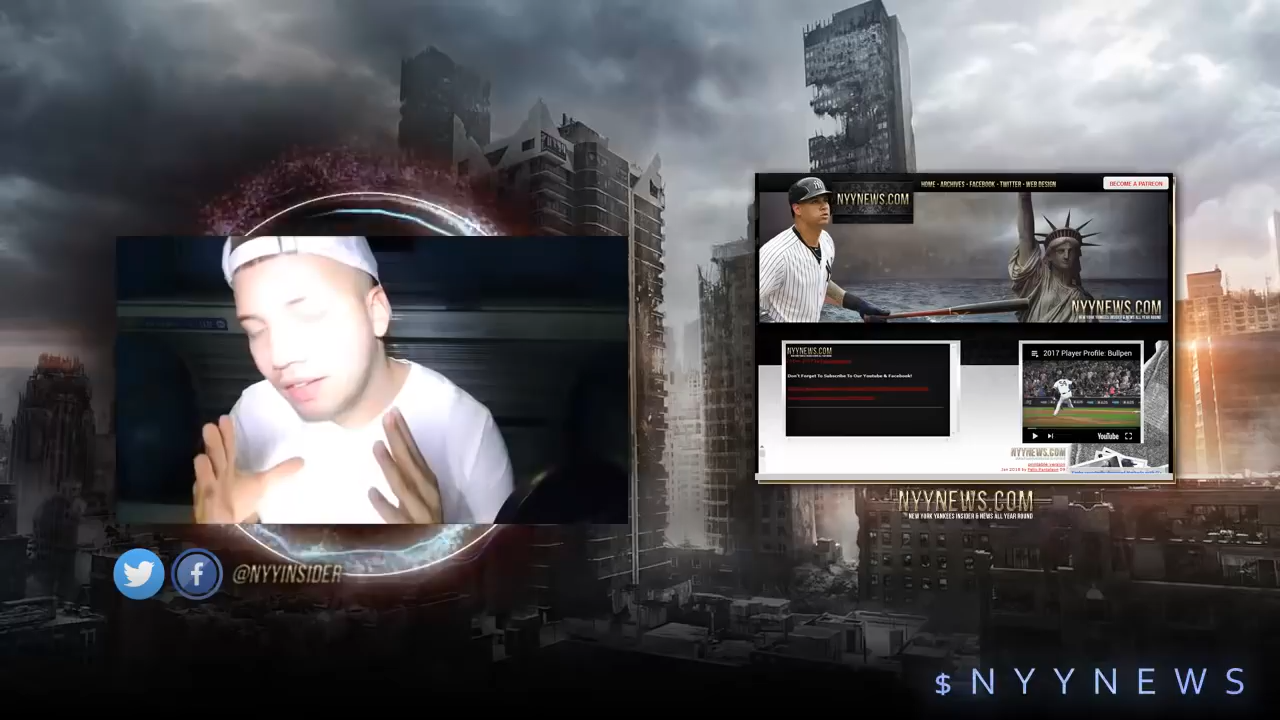 HOME - ARCHIVES - FACEBOOK - TWITTER - WEB DESIGN
BECOME A PATREON
NYYNEWS.COM
NYYNEWS.COM
NEW YORK YANKEES INSIDER & NEWS ALL YEAR ROUND
NYYNEWS.COM
Don't Forget To Subscribe To Our Youtube & Facebook!
2017 Player Profile: Bullpen
YouTube
NYYNEWS.COM
printable version
NYYNEWS.COM
NEW YORK YANKEES INSIDER & NEWS ALL YEAR ROUND
@NYYINSIDER
$NYYNEWS